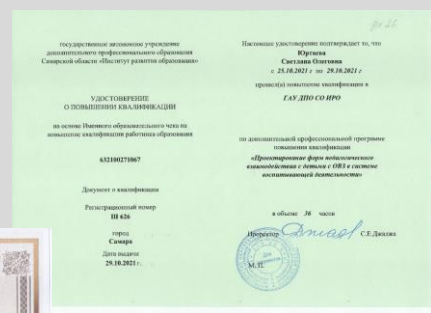 государственное автономное учреждение
дополнительного профессионального образования
Самарской области «Институт развития образования»
УДОСТОВЕРЕНИЕ
О ПОВЫШЕНИИ КВАЛИФИКАЦИИ
на основе Именного образовательного чека на
повышение квалификации работника образования
632100271067
Документ о квалификации
Регистрационный номер
III 626
город
Самара
Дата выдачи
29.10.2021 г.
Настоящее удостоверение подтверждает то, что
Юртаева
Светлана Олеговна
с 25.10.2021 г по 29.10.2021 г
прошел(а) повышение квалификации в
ГАУ ДПО СО ИРО
по дополнительной профессиональной программе
повышения квалификации
«Проектирование форм педагогического
взаимодействия с детьми с ОВЗ в системе
воспитывающей деятельности»
в объеме 36 часов
Проректор
М. П.